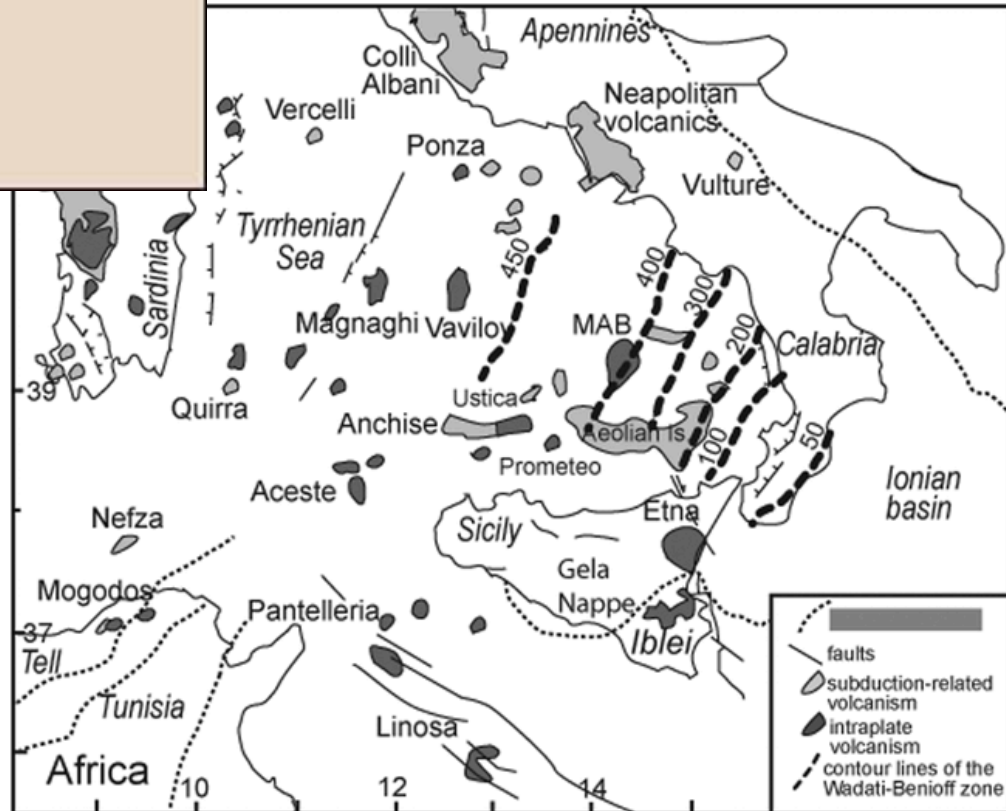 Apennines
Colli
Albani
Neapolitan
volcanics
Vercelli
Ponza
Vulture
Tyrrhenian
Sea
Sardinia
450
400
300
200
100
50
Magnaghi
Vavilov
MAB
Calabria
39
Quirra
Ustica
Anchise
Aeolian Is
Prometeo
Aceste
Ionian
basin
Nefza
Sicily
Etna
Mogodos
Gela
Nappe
Pantelleria
Iblei
37
Tell
Tunisia
Linosa
Africa
10
12
14
faults
subduction-related
volcanism
intraplate
volcanism
contour lines of the
Wadati-Benioff zone